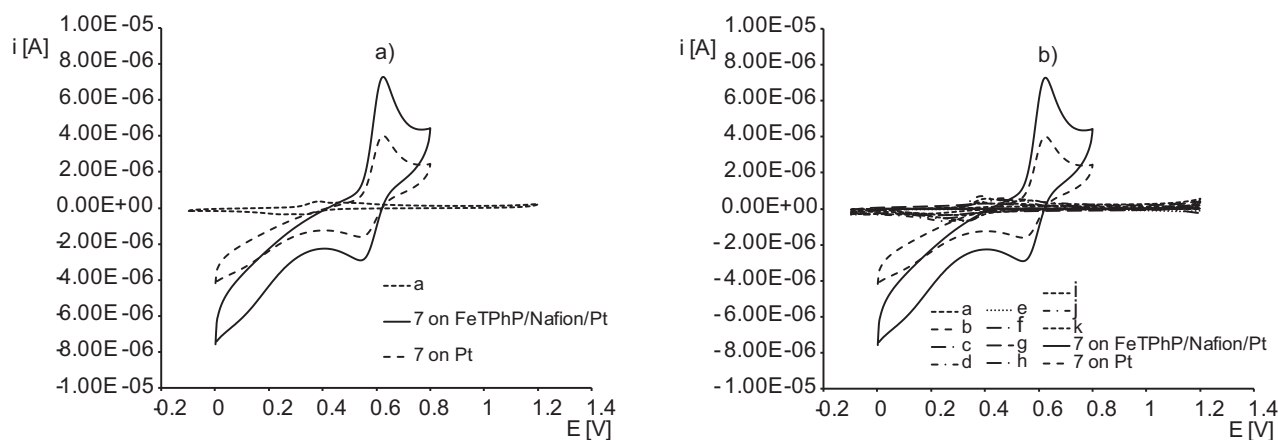 1.00E-05
i [A]
a)
8.00E-06
6.00E-06
4.00E-06
2.00E-06
0.00E+00
-2.00E-06
a
-4.00E-06
7 on FeTPhP/Nafion/Pt
-6.00E-06
7 on Pt
-8.00E-06
-1.00E-05
-0.2 0 0.2 0.4 0.6 0.8 1 1.2 1.4
E [V]
1.00E-05
i [A]
b)
8.00E-06
6.00E-06
4.00E-06
2.00E-06
0.00E+00
-2.00E-06
-4.00E-06
i
a e j
b f k
-6.00E-06
c g 7 on FeTPhP/Nafion/Pt
d h 7 on Pt
-8.00E-06
-1.00E-05
-0.2 0 0.2 0.4 0.6 0.8 1 1.2 1.4
E [V]